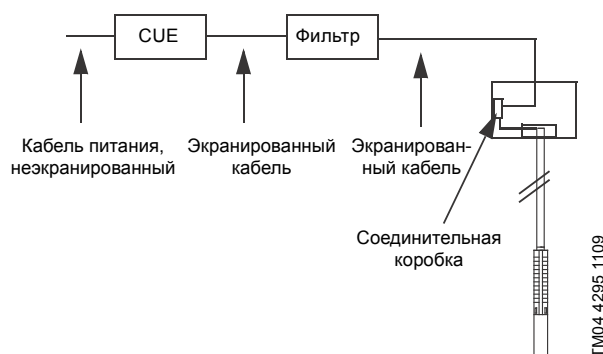 CUE
Фильтр
Кабель питания,
неэкранированный
Экранированный
кабель
Экранирован-
ный кабель
Соединительная
коробка
TM04 4295 1109